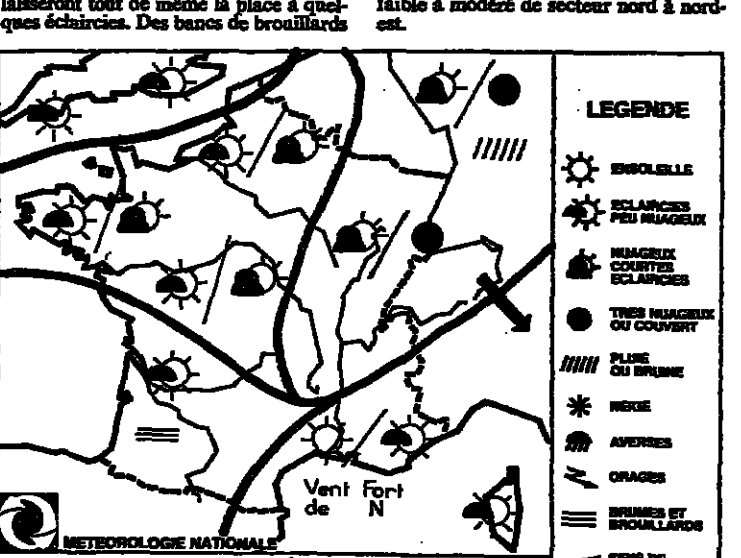 laisseront tout de même la place à quel-
ques éclaircies. Des bancs de brouillards
faible à modéré de secteur nord à nord-
est.
LEGENDE
ENSOLEILLE
ECLAIRCIES
PEU NUAGEUX
NUAGEUX
COURTES
ECLAIRCIES
TRES NUAGEUX
OU COUVERT
PLUIE
OU BRUINE
NEIGE
AVERSES
ORAGES
BRUMES ET
BROUILLARDS
SENS DE
Vent Fort
de N
METEOROLOGIE NATIONALE